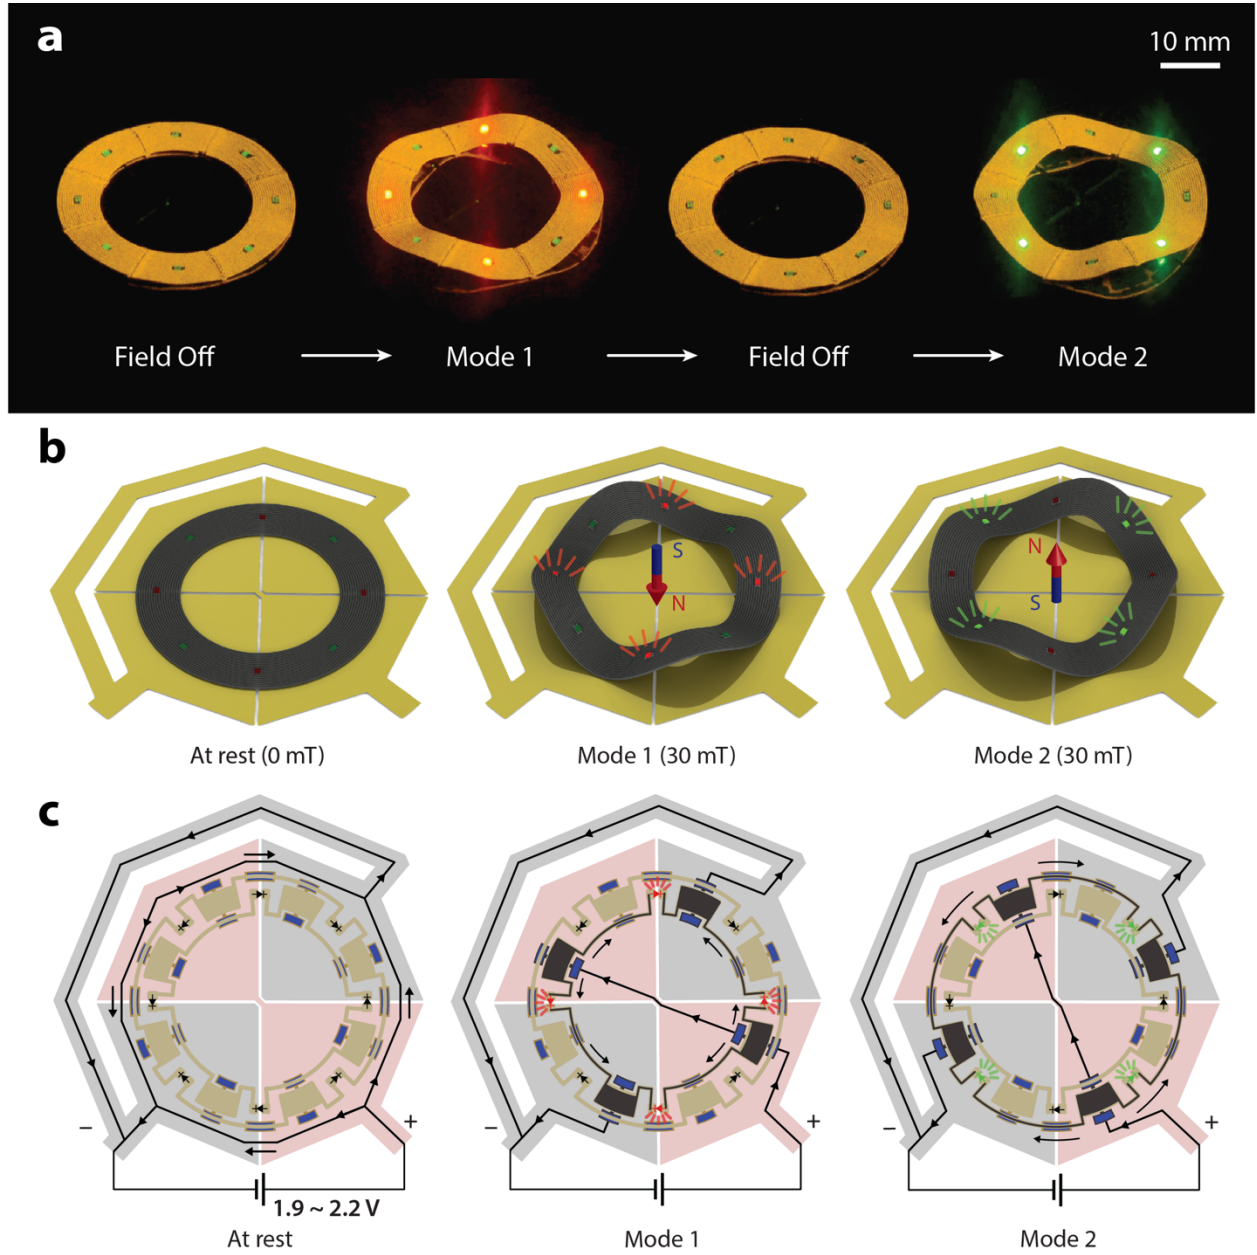 a
10 mm
Field Off
Mode 1
Field Off
Mode 2
b
S
N
N
S
At rest (0 mT)
Mode 1 (30 mT)
Mode 2 (30 mT)
c
–
+
–
+
–
+
1.9 ~ 2.2 V
At rest
Mode 1
Mode 2